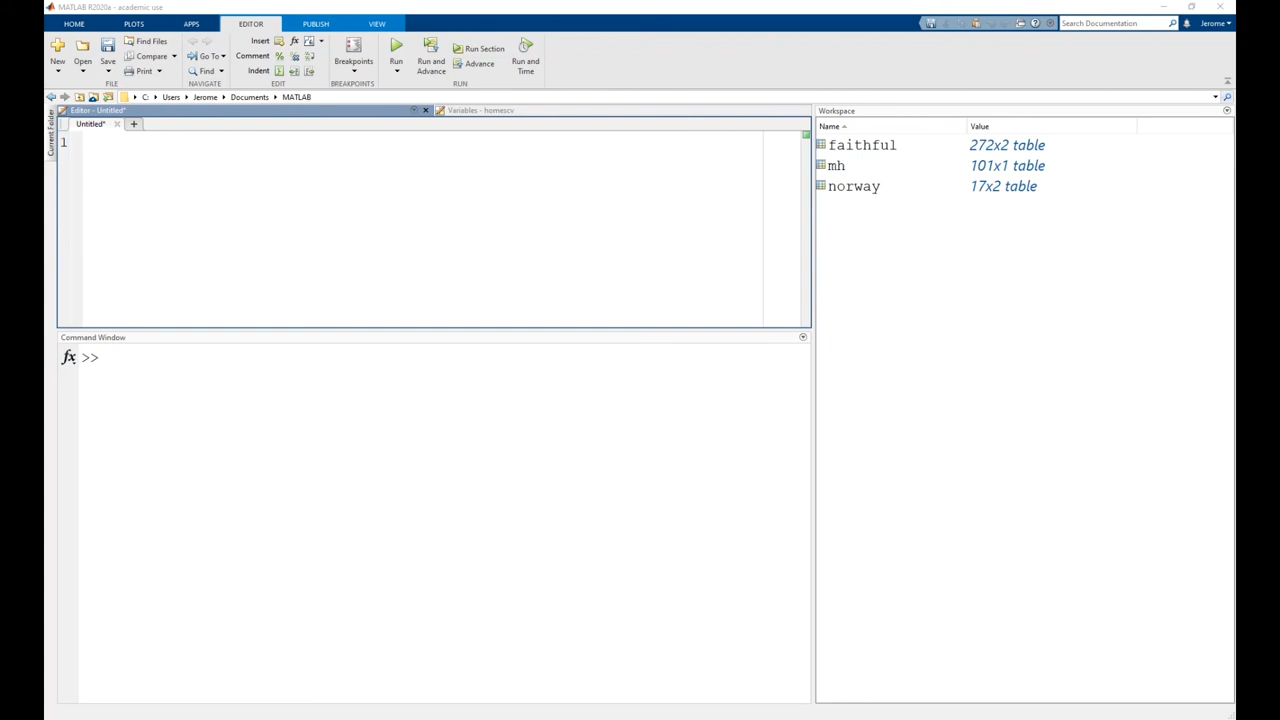 MATLAB R2020a - academic use
HOME PLOTS APPS EDITOR PUBLISH VIEW
Search Documentation Jerome
New Open Save Find Files Compare Print
Go To Find
Insert fx
Comment %
Indent
Breakpoints
Run Run and Advance Run Section Advance Run and Time
FILE NAVIGATE EDIT BREAKPOINTS RUN
C: Users Jerome Documents MATLAB
Current Folder
Editor - Untitled* Variables - homescv
Untitled* +
1
Command Window
fx >>
Workspace
Name Value
faithful 272x2 table
mh 101x1 table
norway 17x2 table